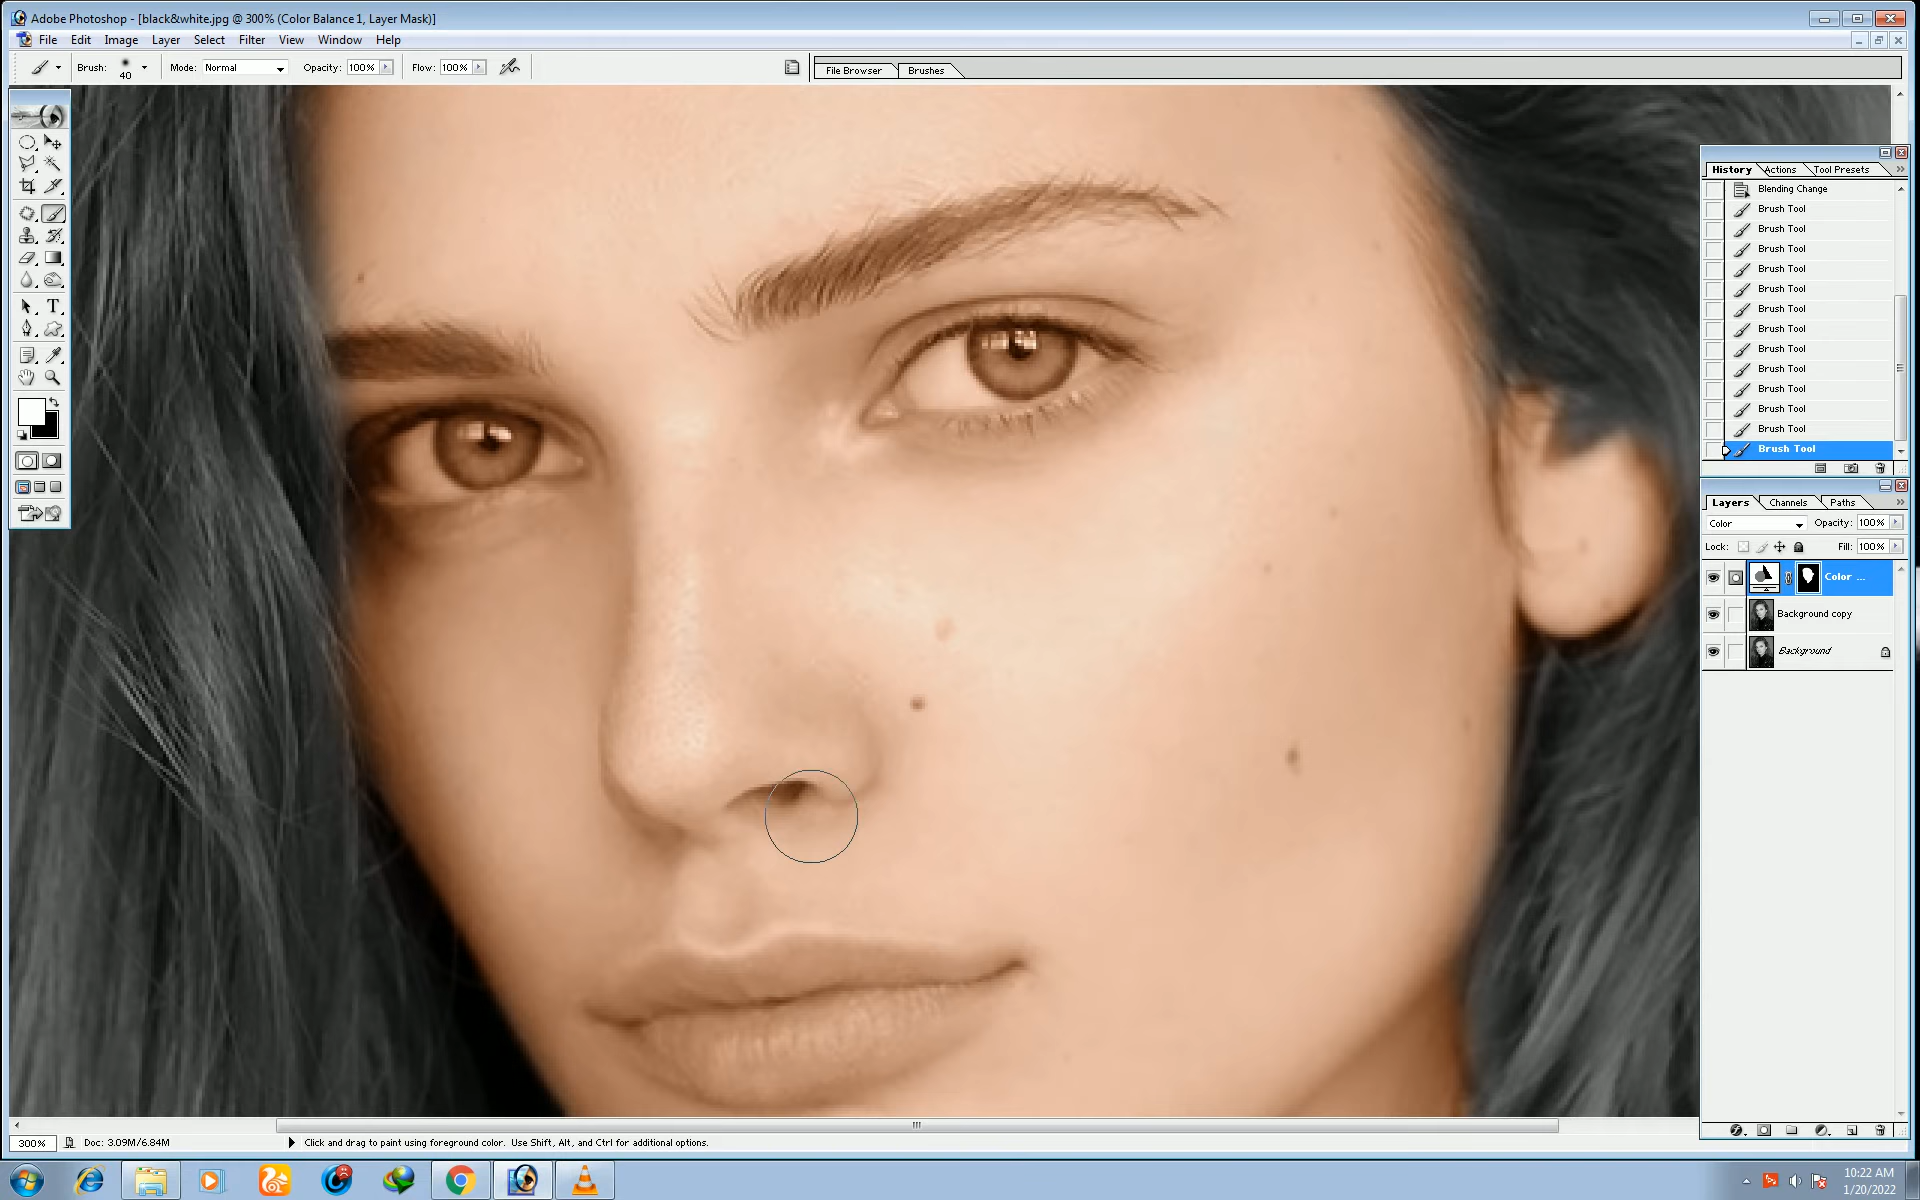 Adobe Photoshop - [black&white.jpg @ 300% (Color Balance 1, Layer Mask)]
File Edit Image Layer Select Filter View Window Help
Brush: 40 Mode: Normal Opacity: 100% Flow: 100% File Browser Brushes
History Actions Tool Presets
Blending Change
Brush Tool
Brush Tool
Brush Tool
Brush Tool
Brush Tool
Brush Tool
Brush Tool
Brush Tool
Brush Tool
Brush Tool
Brush Tool
Brush Tool
Brush Tool
Layers Channels Paths
Color Opacity: 100%
Lock: Fill: 100%
Color ...
Background copy
Background
300% Doc: 3.09M/6.84M Click and drag to paint using foreground color. Use Shift, Alt, and Ctrl for additional options.
10:22 AM
1/20/2022